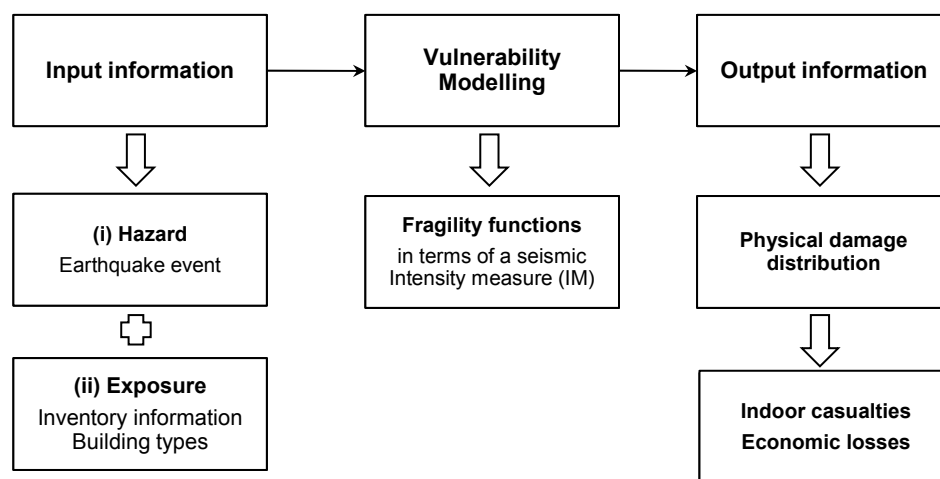 Input information
Vulnerability
Modelling
Output information
(i) Hazard
Earthquake event
Fragility functions
in terms of a seismic
Intensity measure (IM)
Physical damage
distribution
(ii) Exposure
Inventory information
Building types
Indoor casualties
Economic losses